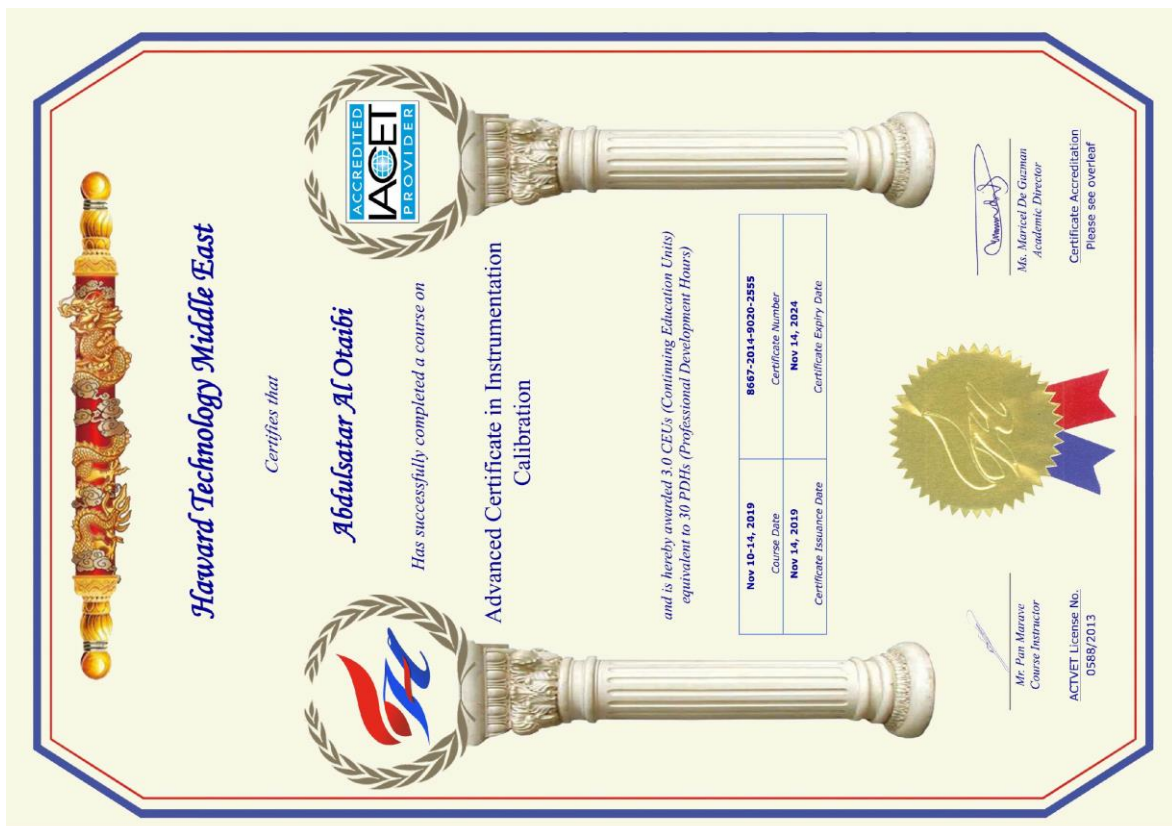 Haward Technology Middle East
Certifies that
Abdulsatar Al Otaibi
Has successfully completed a course on
Advanced Certificate in Instrumentation
Calibration
ACCREDITED
IACET
PROVIDER
and is hereby awarded 3.0 CEUs (Continuing Education Units)
equivalent to 30 PDHs (Professional Development Hours)
Nov 10-14, 2019
Course Date
8667-2014-9020-2555
Certificate Number
Nov 14, 2019
Certificate Issuance Date
Nov 14, 2024
Certificate Expiry Date
Mr. Pan Marave
Course Instructor
ACTVET License No.
0588/2013
Ms. Maricel De Guzman
Academic Director
Certificate Accreditation
Please see overleaf